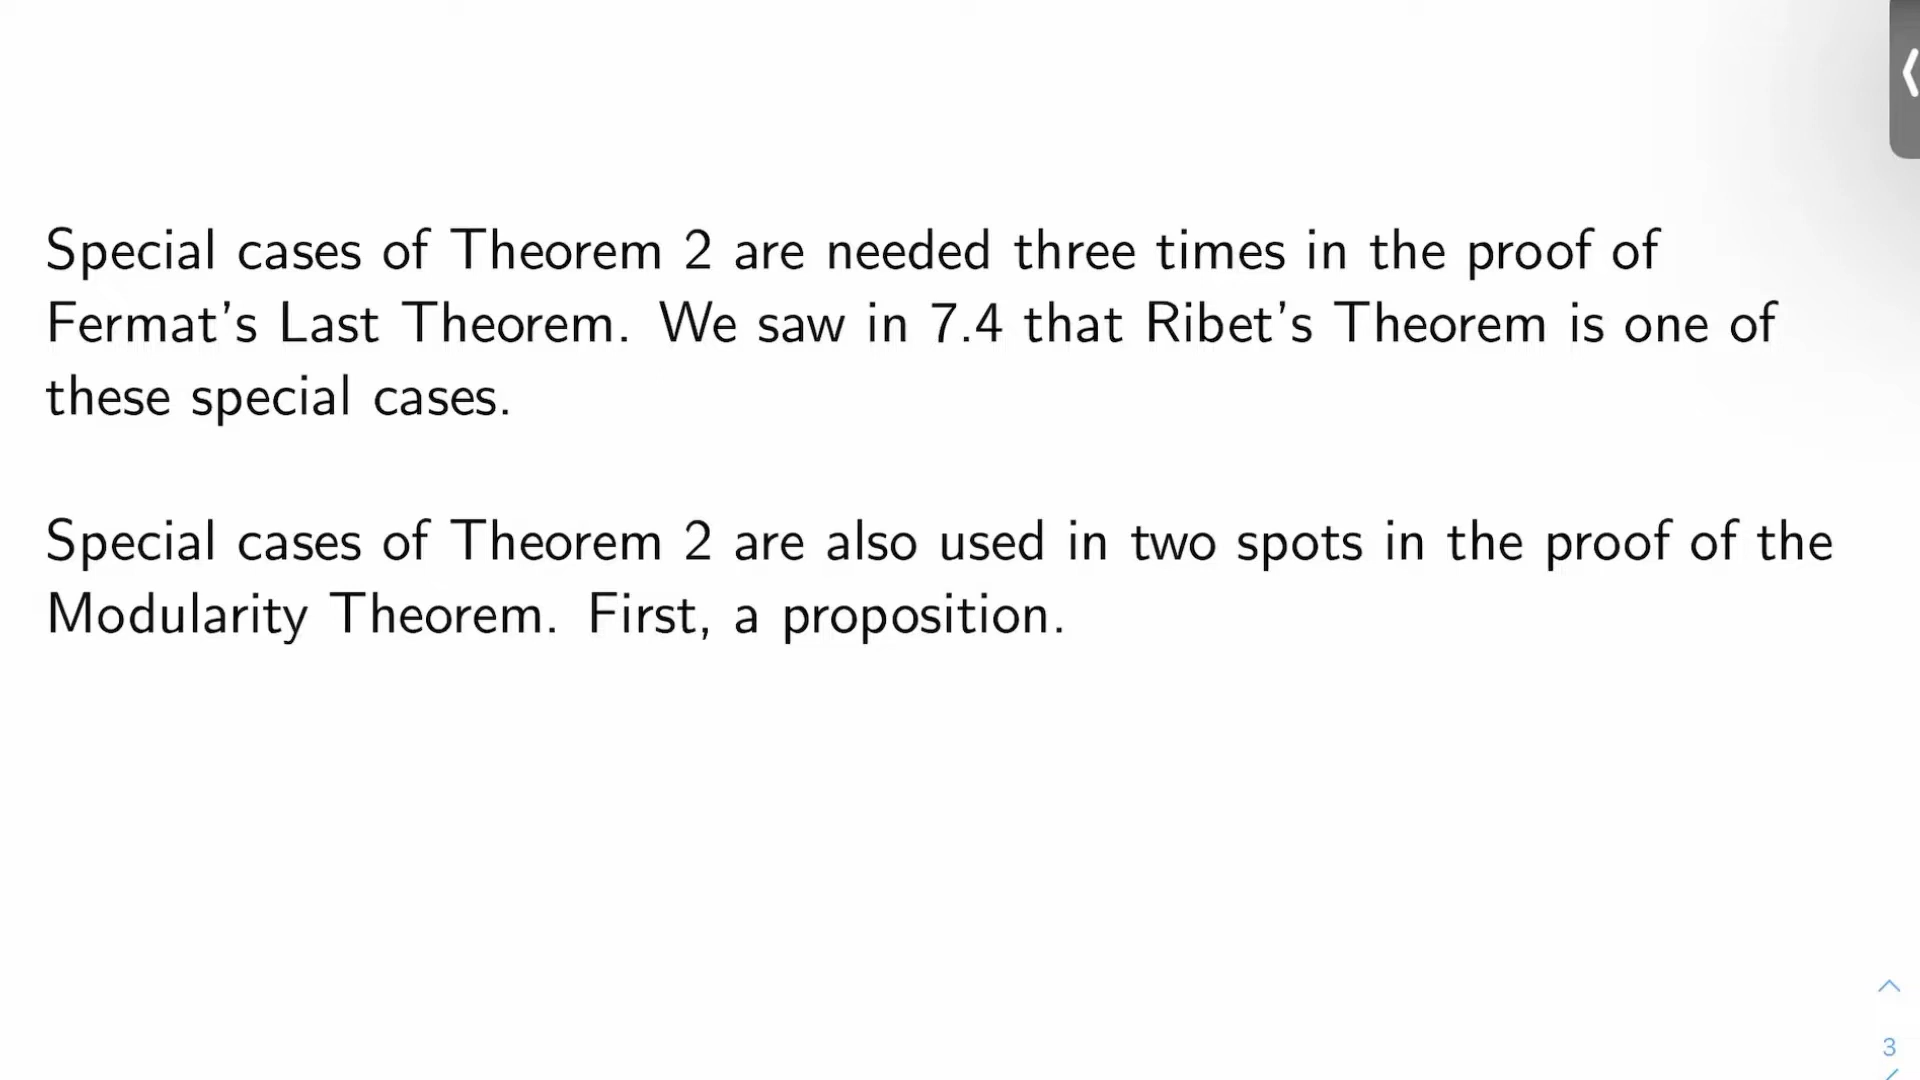 Special cases of Theorem 2 are needed three times in the proof of
Fermat's Last Theorem. We saw in 7.4 that Ribet's Theorem is one of
these special cases.
Special cases of Theorem 2 are also used in two spots in the proof of the
Modularity Theorem. First, a proposition.
3